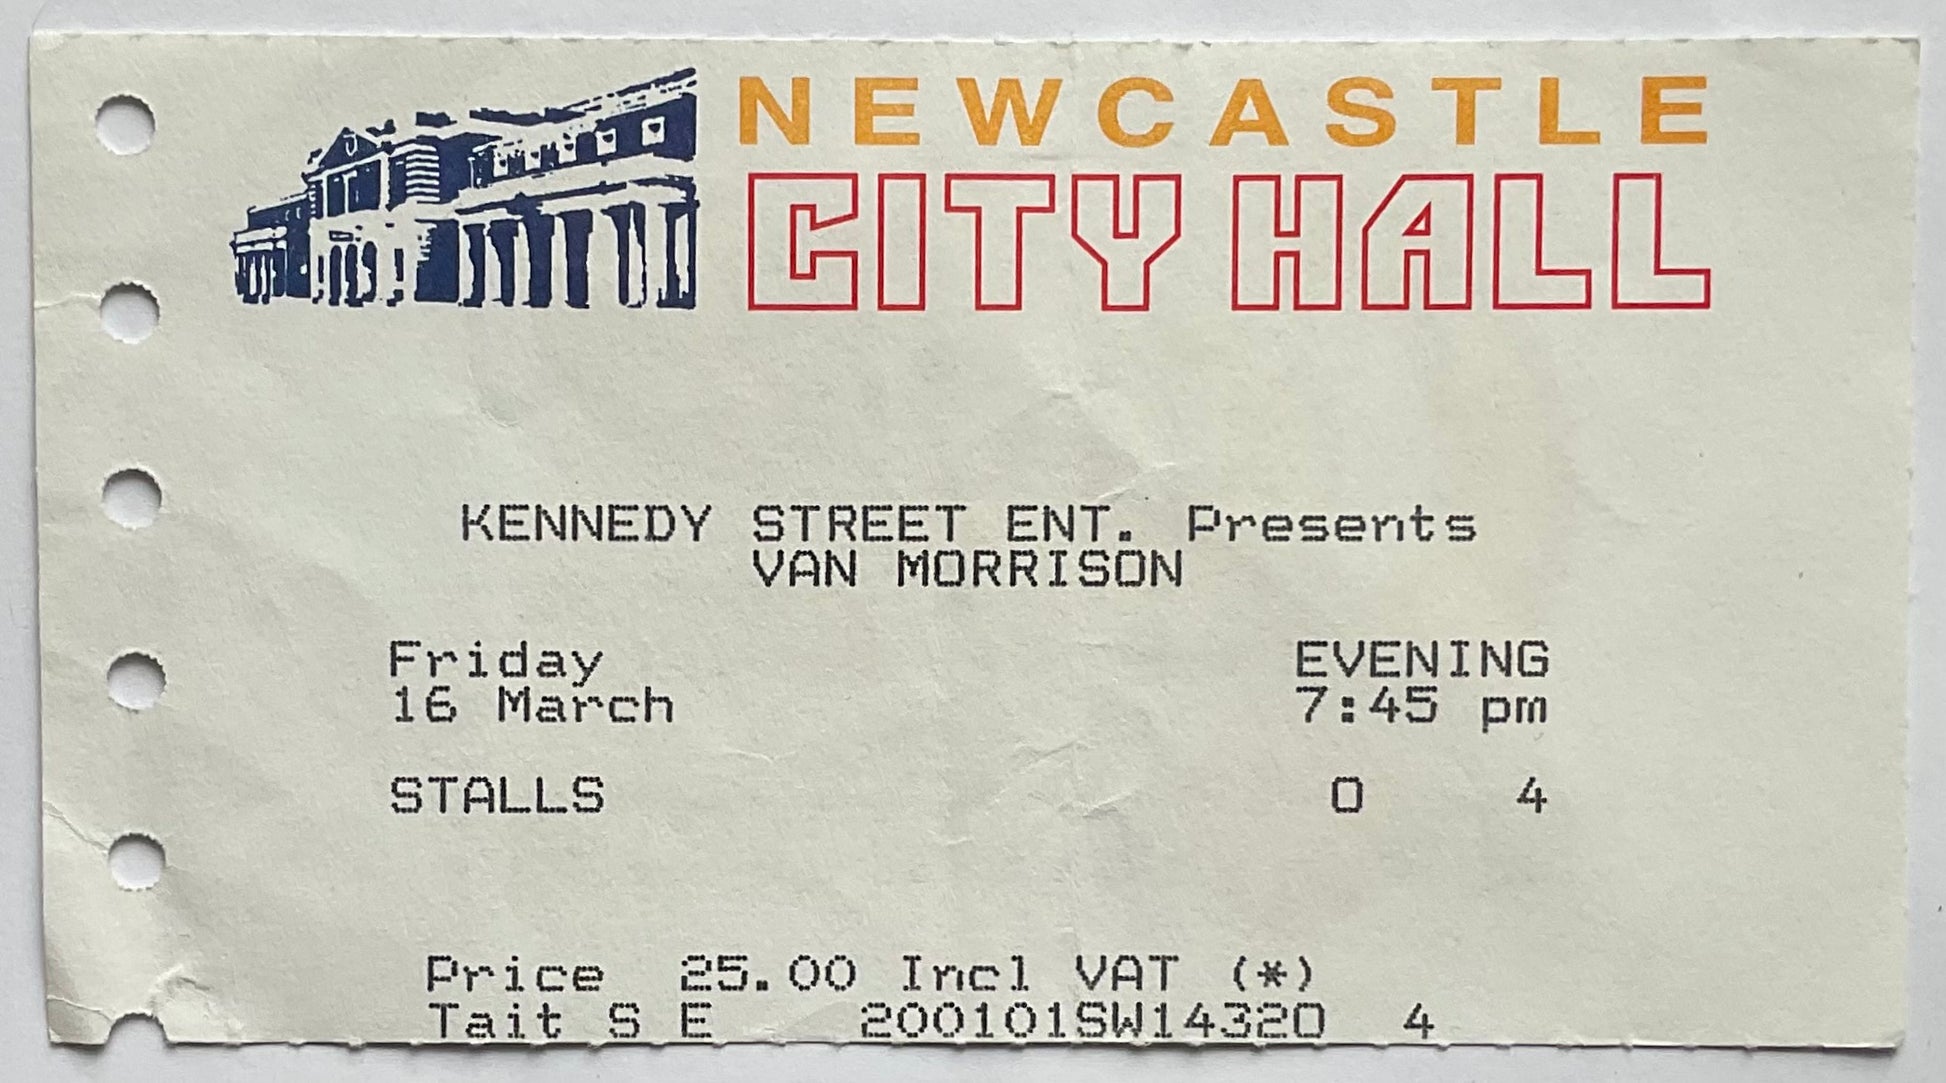 NEWCASTLE
CITY HALL
KENNEDY STREET ENT. Presents
VAN MORRISON
Friday EVENING
16 March 7:45 pm
STALLS O 4
Price 25.00 Incl VAT (*)
Tait S E 200101SW14320 4